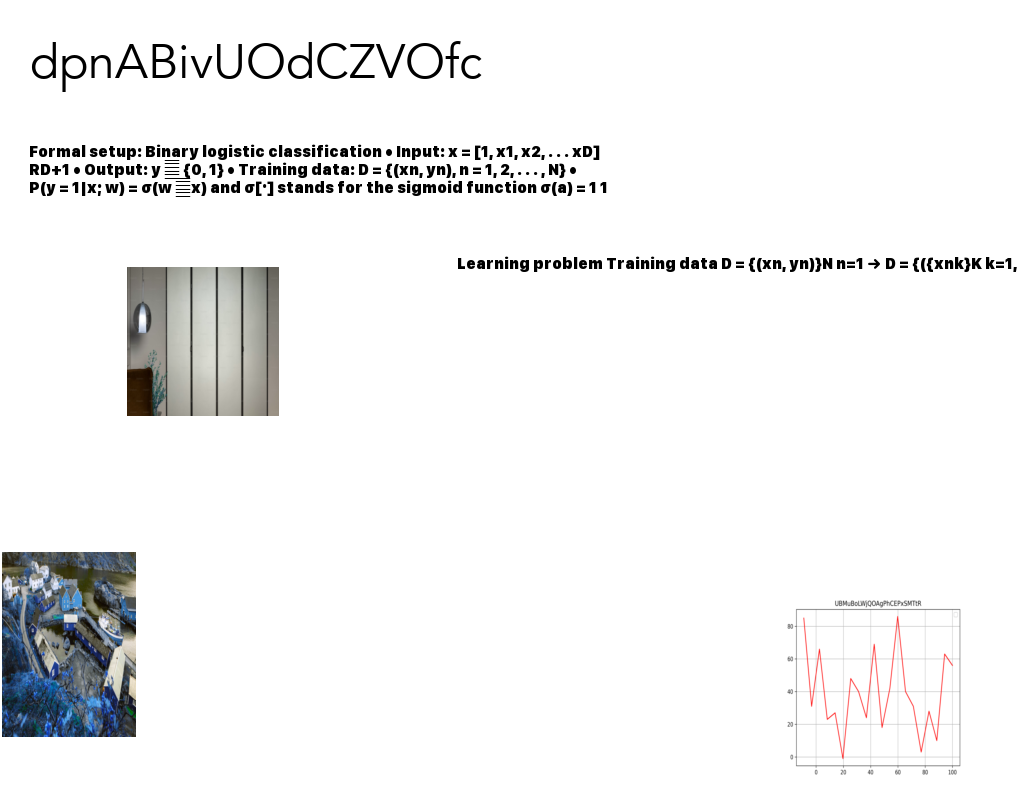 dpnABivUOdCZVOfc
Formal setup: Binary logistic classification • Input: x = [1, x1, x2, . . . xD]
RD+1 • Output: y {0, 1} • Training data: D = {(xn, yn), n = 1, 2, . . . , N} •
P(y = 1|x; w) = σ(w x) and σ[·] stands for the sigmoid function σ(a) = 1 1
Learning problem Training data D = {(xn, yn)}N n=1 → D = {({xnk}K k=1,
UBMuBoLWjQOAgPhCEPxSMTtR
80
60
40
20
0
0 20 40 60 80 100